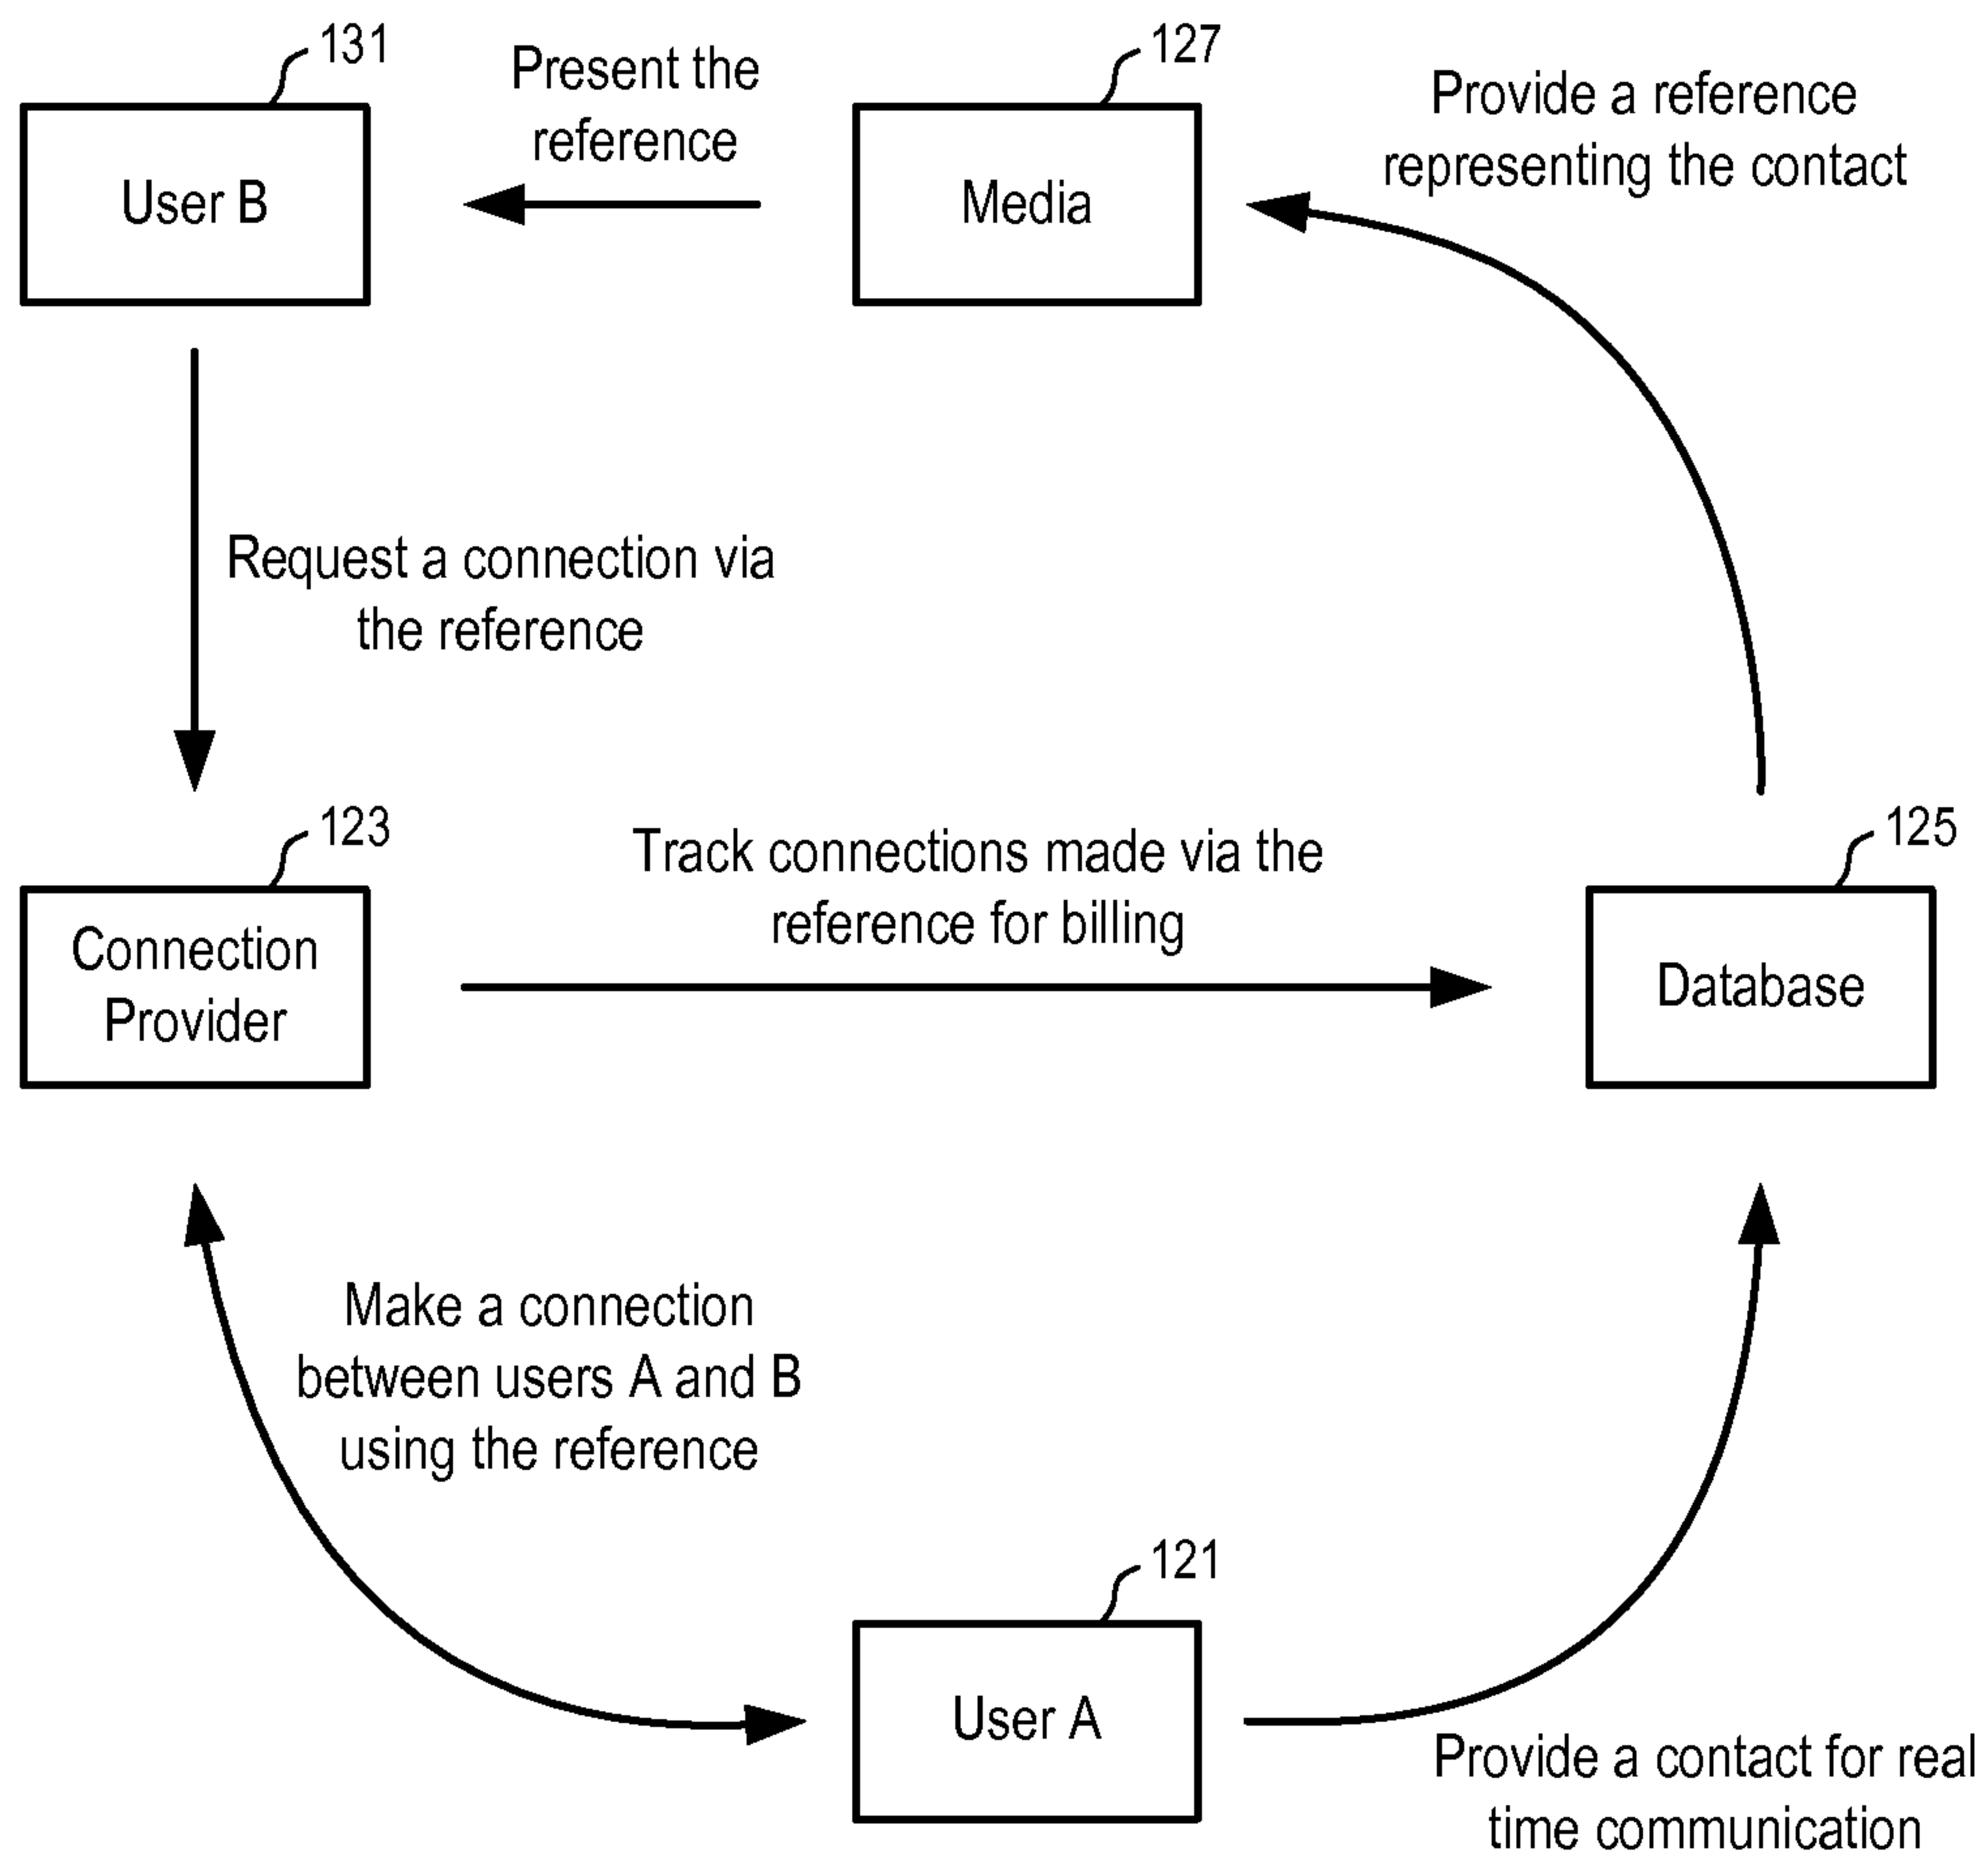 131
Present the
reference
127
Provide a reference
representing the contact
User B
Media
Request a connection via
the reference
123
Track connections made via the
reference for billing
125
Connection
Provider
Database
Make a connection
between users A and B
using the reference
121
User A
Provide a contact for real
time communication